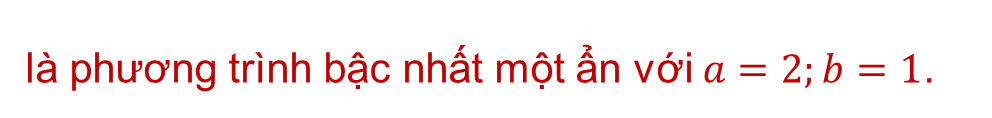 là phương trình bậc nhất một ẩn với a = 2; b = 1.